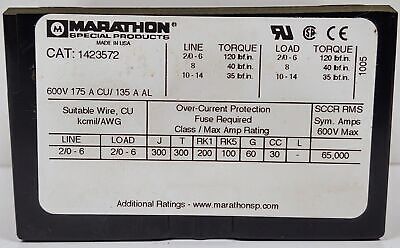 M MARATHON
SPECIAL PRODUCTS
MADE IN USA
CAT: 1423572
600V 175 A CU/ 135 A AL
LINE TORQUE LOAD TORQUE
2/0 - 6 120 lbf.in. 2/0 - 6 120 lbf.in.
8 40 lbf.in. 8 40 lbf.in.
10 - 14 35 lbf.in. 10 - 14 35 lbf.in.
1005
Suitable Wire, CU
kcmil/AWG
Over-Current Protection
Fuse Required
Class / Max Amp Rating
SCCR RMS
Sym. Amps
600V Max
LINE LOAD J T RK1 RK5 G CC L
2/0 - 6 2/0 - 6 300 300 200 100 60 30 - 65,000
Additional Ratings - www.marathonsp.com